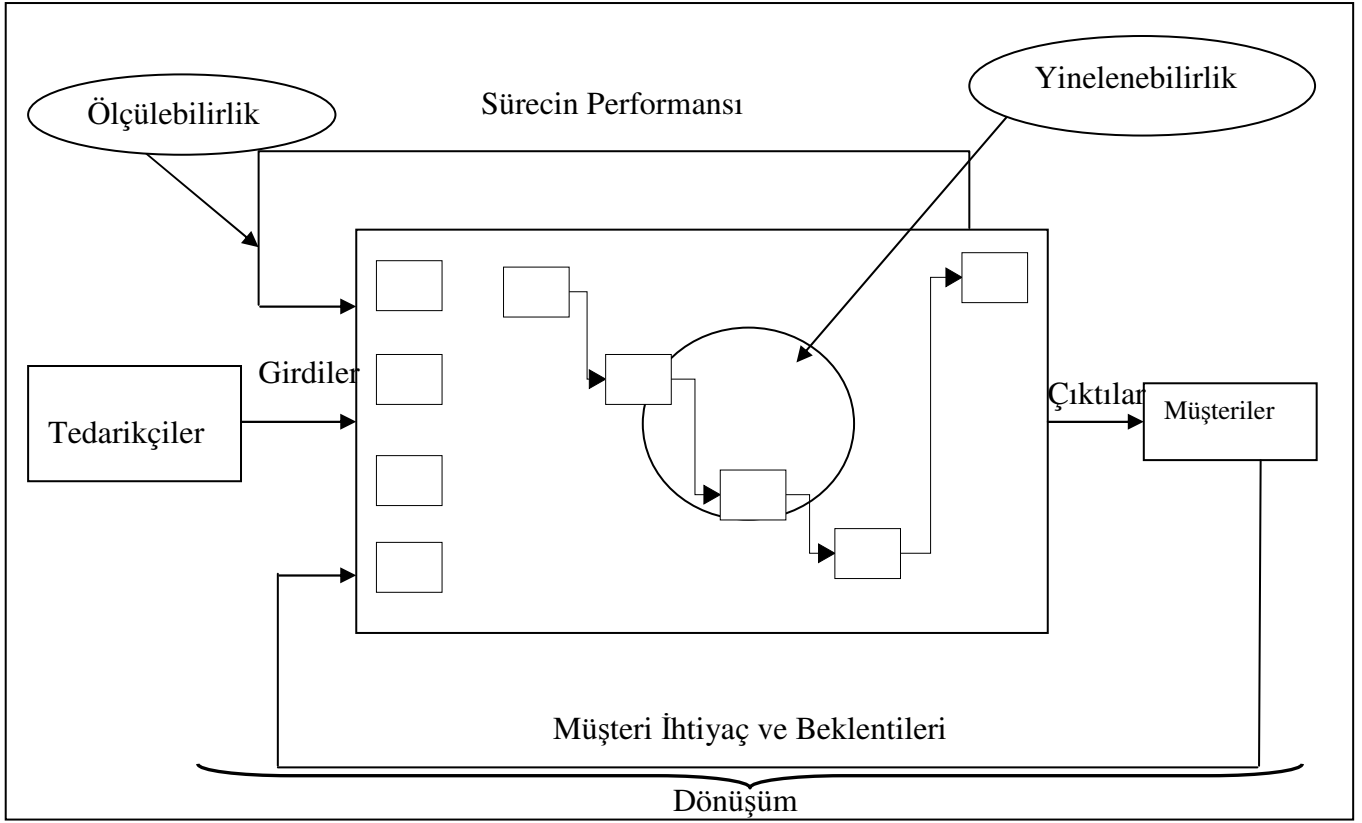 Yinelenebilirlik
Ölçülebilirlik
Sürecin Performansı
Girdiler
Tedarikçiler
Çıktılar
Müşteriler
Müşteri İhtiyaç ve Beklentileri
Dönüşüm